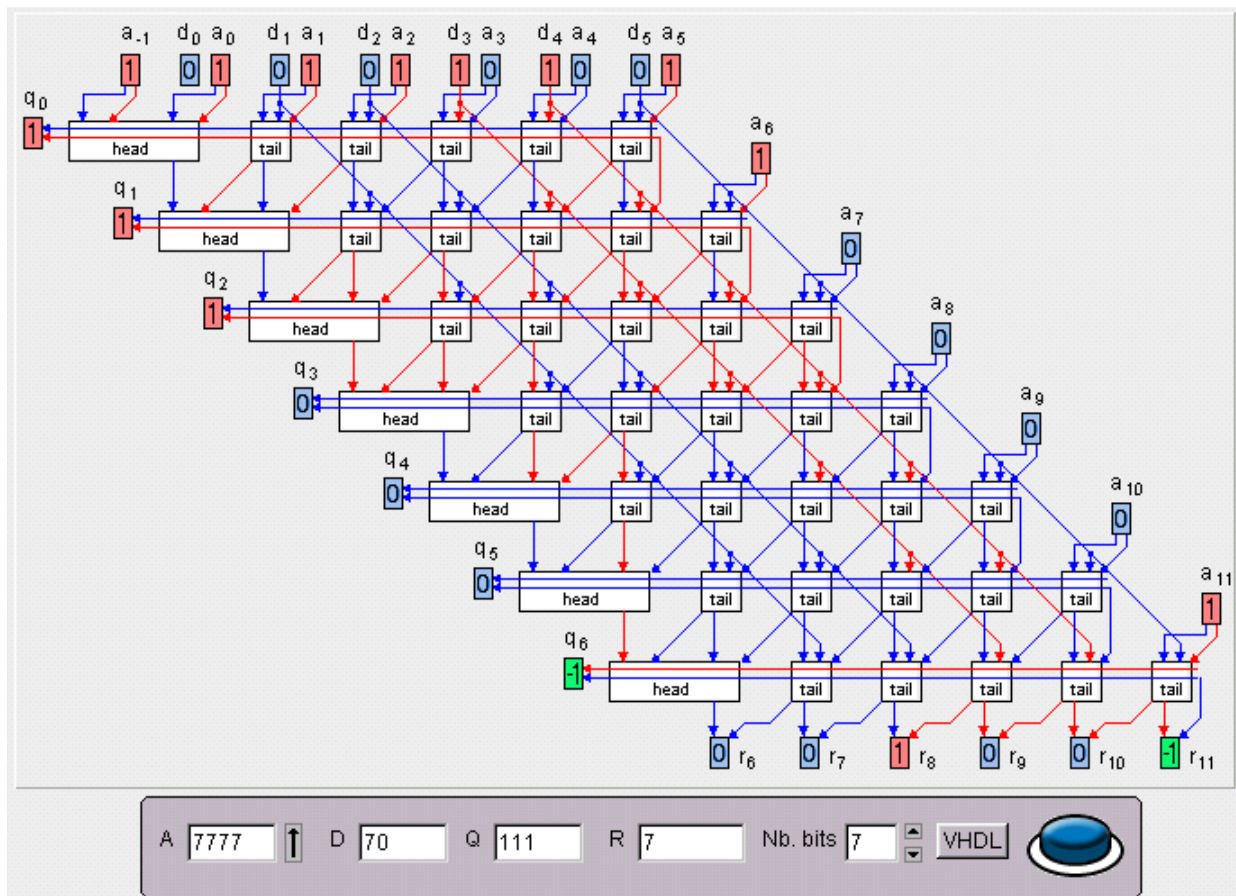 a-1 d0 a0 d1 a1 d2 a2 d3 a3 d4 a4 d5 a5
1 0 1 0 1 0 1 1 0 1 0 0 1
q0
1
head tail tail tail tail tail
a6
1
q1
1
head tail tail tail tail tail
a7
0
q2
1
head tail tail tail tail tail
a8
0
q3
0
head tail tail tail tail tail
a9
0
q4
0
head tail tail tail tail tail
a10
0
q5
0
head tail tail tail tail tail
a11
1
q6
-1
head tail tail tail tail tail
0 r6 0 r7 1 r8 0 r9 0 r10 -1 r11
A 7777 D 70 Q 111 R 7 Nb. bits 7 VHDL